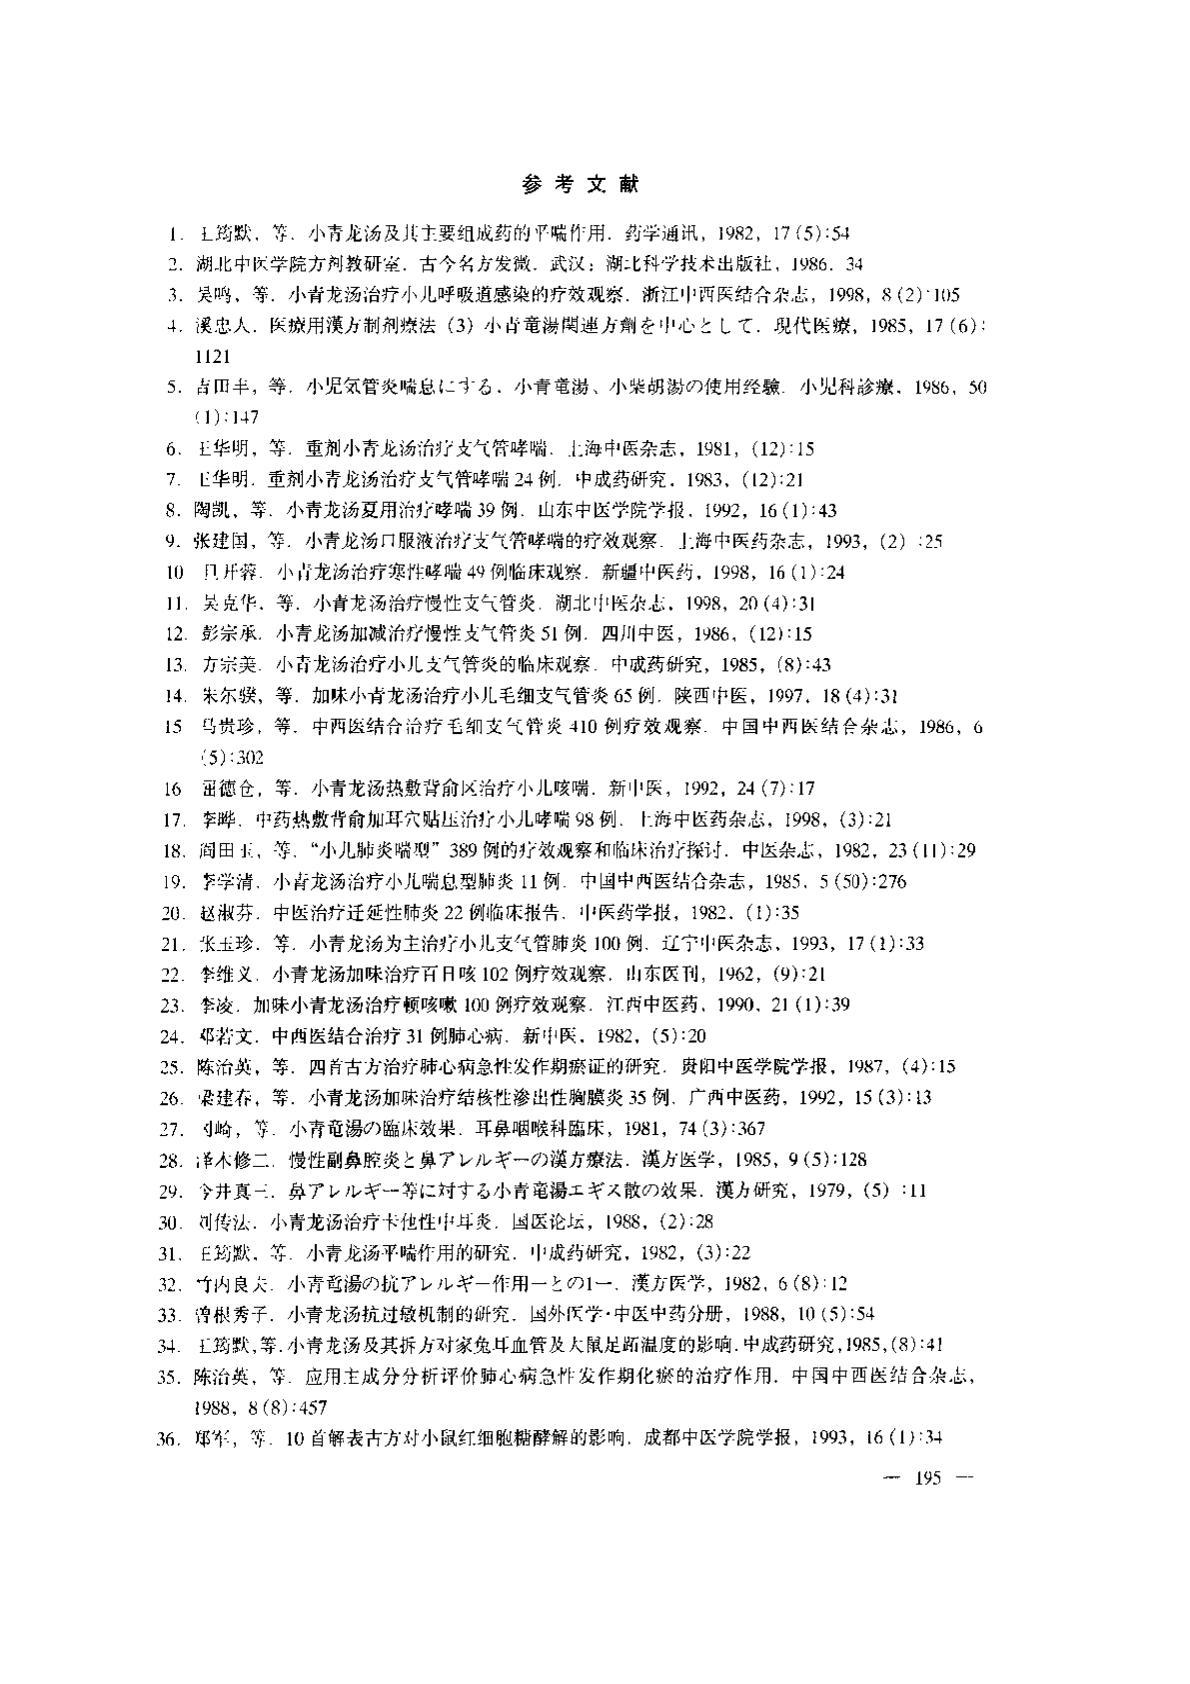 参考文献
1. 王筠默，等．小青龙汤及其主要组成药的平喘作用．药学通讯，1982，17(5):54
2. 湖北中医学院方剂教研室．古今名方发微．武汉：湖北科学技术出版社，1986．34
3. 吴鸣，等．小青龙汤治疗小儿呼吸道感染的疗效观察．浙江中西医结合杂志，1998，8(2):105
4. 溪忠人．医療用漢方制剂療法（3）小青竜湯関連方劑を中心として．現代医療，1985，17(6):
1121
5. 吉田丰，等．小児気管炎喘息にする．小青竜湯、小柴胡湯の使用经驗．小児科診療．1986，50
(1):147
6. 王华明，等．重剂小青龙汤治疗支气管哮喘．上海中医杂志，1981，(12):15
7. 王华明．重剂小青龙汤治疗支气管哮喘 24 例．中成药研究．1983，(12):21
8. 陶凯，等．小青龙汤夏用治疗哮喘 39 例．山东中医学院学报．1992，16(1):43
9. 张建国，等．小青龙汤口服液治疗支气管哮喘的疗效观察．上海中医药杂志，1993，(2) :25
10 开蓉．小青龙汤治疗寒性哮喘 49 例临床观察．新疆中医药，1998，16(1):24
11. 吴克华，等．小青龙汤治疗慢性支气管炎．湖北中医杂志．1998，20(4):31
12. 彭宗承．小青龙汤加减治疗慢性支气管炎 51 例．四川中医，1986，(12):15
13. 方宗美．小青龙汤治疗小儿支气管炎的临床观察．中成药研究，1985，(8):43
14. 朱尔骙，等．加味小青龙汤治疗小儿毛细支气管炎 65 例．陕西中医，1997．18(4):31
15 马贵珍，等．中西医结合治疗毛细支气管炎 410 例疗效观察．中国中西医结合杂志，1986，6
(5):302
16 德仓，等．小青龙汤热敷背俞区治疗小儿咳喘．新中医，1992，24(7):17
17. 李晔．中药热敷背俞加耳穴贴压治疗小儿哮喘 98 例．上海中医药杂志，1998，(3):21
18. 阎田玉，等．“小儿肺炎喘型”389 例的疗效观察和临床治疗探讨．中医杂志，1982，23(11):29
19. 李学清．小青龙汤治疗小儿喘息型肺炎 11 例．中国中西医结合杂志，1985．5(50):276
20. 赵淑芬．中医治疗迁延性肺炎 22 例临床报告．中医药学报，1982．(1):35
21. 张玉珍．等．小青龙汤为主治疗小儿支气管肺炎 100 例．辽宁中医杂志，1993，17(1):33
22. 李维义．小青龙汤加味治疗百日咳 102 例疗效观察．山东医刊，1962，(9):21
23. 李凌．加味小青龙汤治疗顿咳嗽 100 例疗效观察．江西中医药．1990．21(1):39
24. 邓若文．中西医结合治疗 31 例肺心病．新中医．1982，(5):20
25. 陈治英，等．四首古方治疗肺心病急性发作期瘀证的研究．贵阳中医学院学报，1987，(4):15
26. 梁建春，等．小青龙汤加味治疗结核性渗出性胸膜炎 35 例．广西中医药，1992，15(3):13
27. 崎，等．小青竜湯の臨床效果．耳鼻咽喉科臨床，1981，74(3):367
28. 泽木修二．慢性副鼻腔炎と鼻アレルギーの漢方療法．漢方医学，1985，9(5):128
29. 今井真三．鼻アレルギー等に対する小青竜湯エギス散の效果．漢方研究，1979，(5) :11
30. 刘传法．小青龙汤治疗卡他性中耳炎．国医论坛，1988，(2):28
31. 王筠默．等．小青龙汤平喘作用的研究．中成药研究，1982，(3):22
32. 竹内良夫．小青竜湯の抗アレルギー作用一との1一．漢方医学，1982，6(8):12
33. 曽根秀子．小青龙汤抗过敏机制的研究．国外医学·中医中药分册，1988，10(5):54
34. 王筠默,等.小青龙汤及其拆方对家兔耳血管及大鼠足跖温度的影响.中成药研究,1985,(8):41
35. 陈治英，等．应用主成分分析评价肺心病急性发作期化瘀的治疗作用．中国中西医结合杂志，
1988，8(8):457
36. 郑军，等．10 首解表古方对小鼠红细胞糖酵解的影响．成都中医学院学报，1993，16(1):34
— 195 —